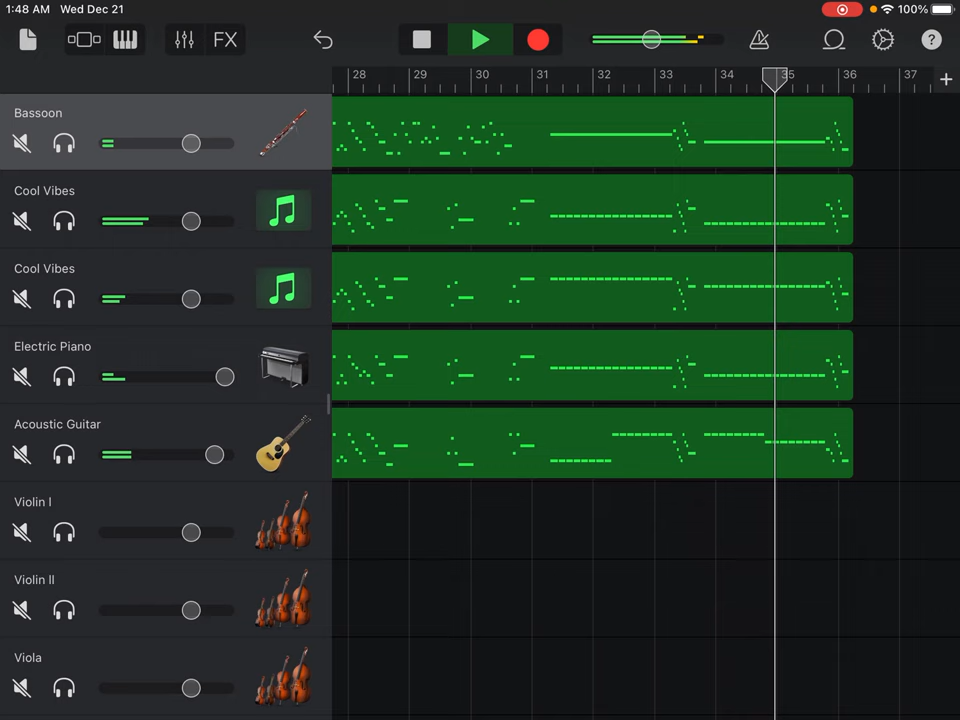 1:48 AM Wed Dec 21 100%
FX ?
28 29 30 31 32 33 34 35 36 37 +
Bassoon
Cool Vibes
Cool Vibes
Electric Piano
Acoustic Guitar
Violin I
Violin II
Viola